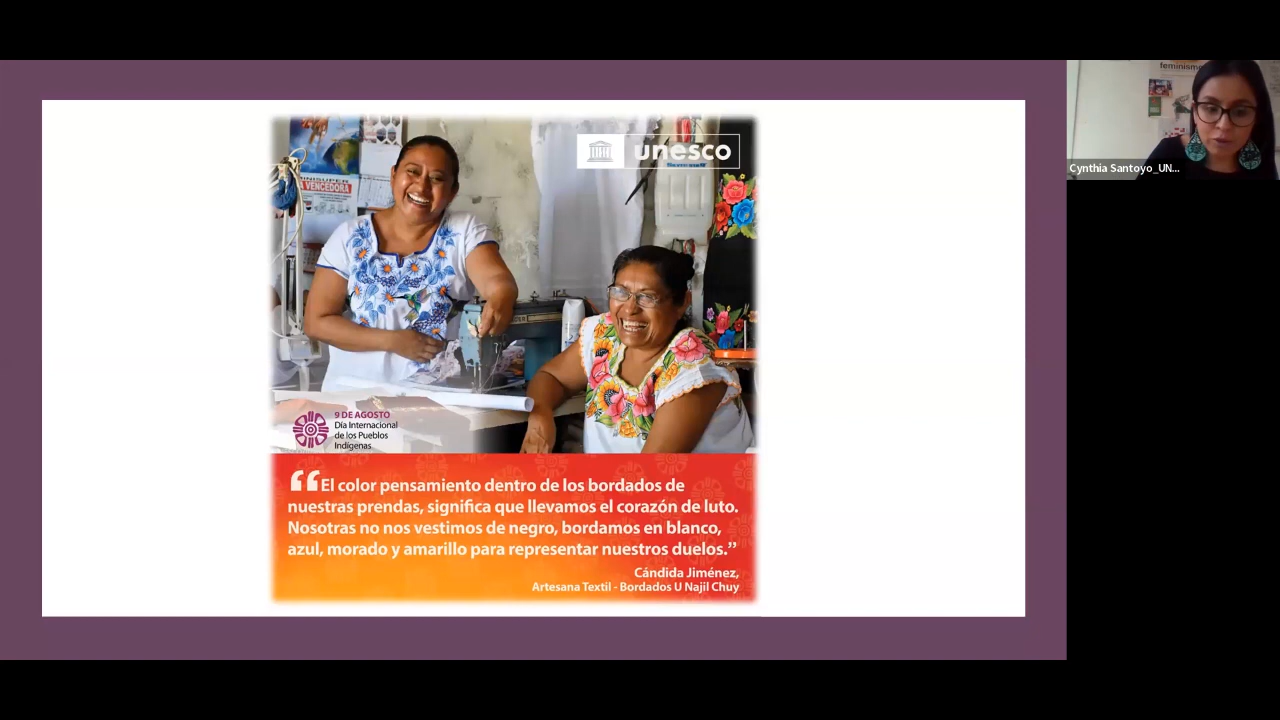 unesco
MINISUPER
LA VENCEDORA
9 DE AGOSTO
Día Internacional
de los Pueblos
Indígenas
“El color pensamiento dentro de los bordados de
nuestras prendas, significa que llevamos el corazón de luto.
Nosotras no nos vestimos de negro, bordamos en blanco,
azul, morado y amarillo para representar nuestros duelos.”
Cándida Jiménez,
Artesana Textil - Bordados U Najil Chuy
feminismo
Cynthia Santoyo_UN...